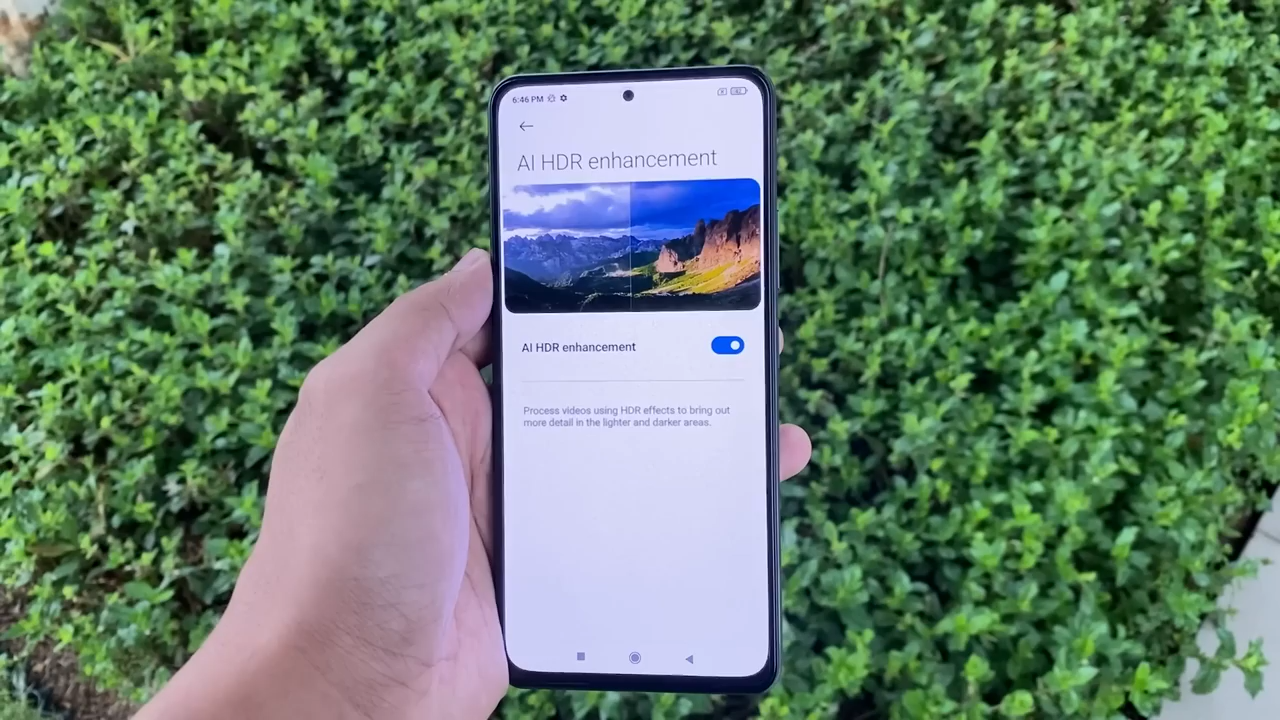 6:46 PM
AI HDR enhancement
AI HDR enhancement
Process videos using HDR effects to bring out
more detail in the lighter and darker areas.